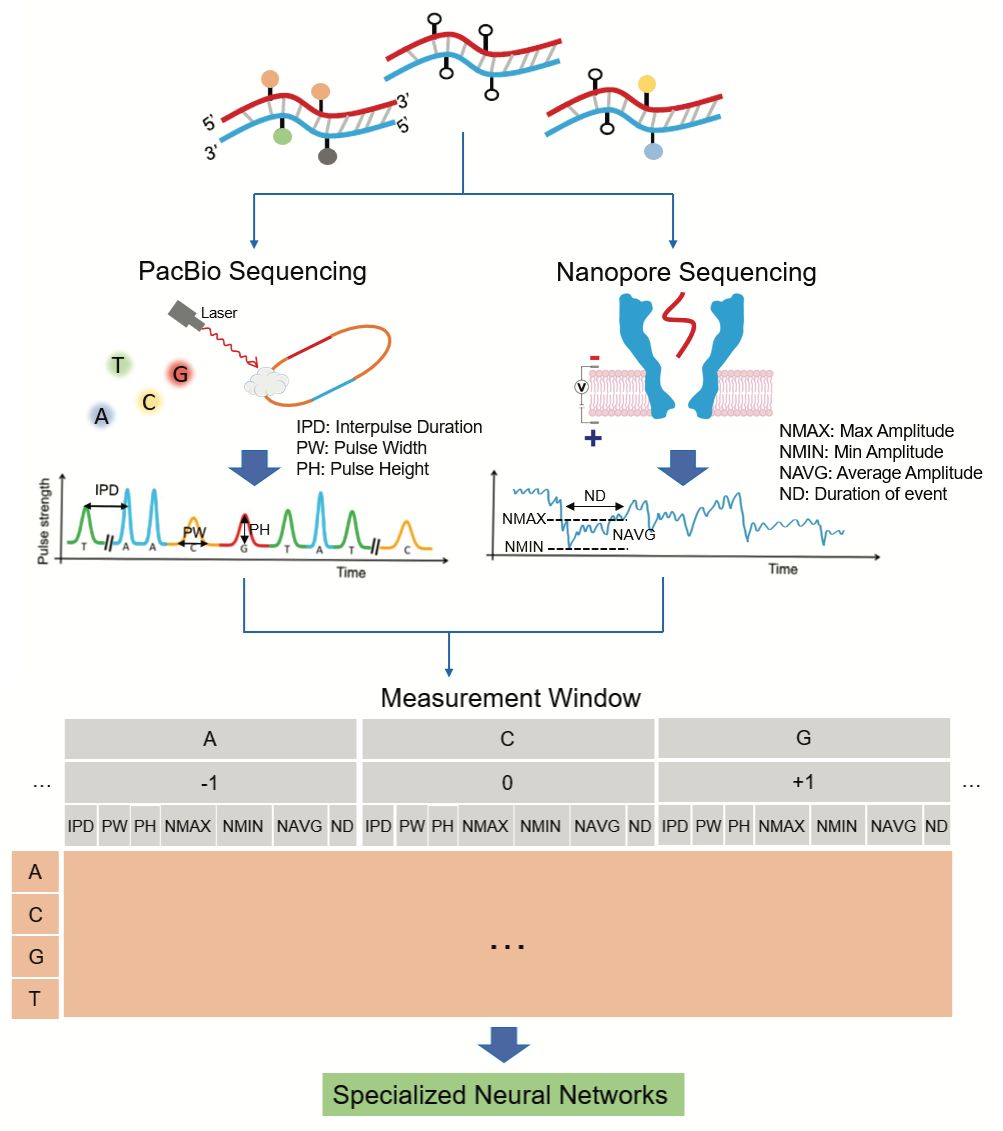 5’
3’
3’
5’
PacBio Sequencing
Nanopore Sequencing
Laser
T
G
C
A
IPD: Interpulse Duration
PW: Pulse Width
PH: Pulse Height
V
-
+
NMAX: Max Amplitude
NMIN: Min Amplitude
NAVG: Average Amplitude
ND: Duration of event
Pulse strength
IPD
PW
PH
T A A C G T A T C
Time
ND
NMAX
NAVG
NMIN
Time
Measurement Window
A C G
... -1 0 +1 ...
IPD PW PH NMAX NMIN NAVG ND IPD PW PH NMAX NMIN NAVG ND IPD PW PH NMAX NMIN NAVG ND
A
C
G
T
...
Specialized Neural Networks